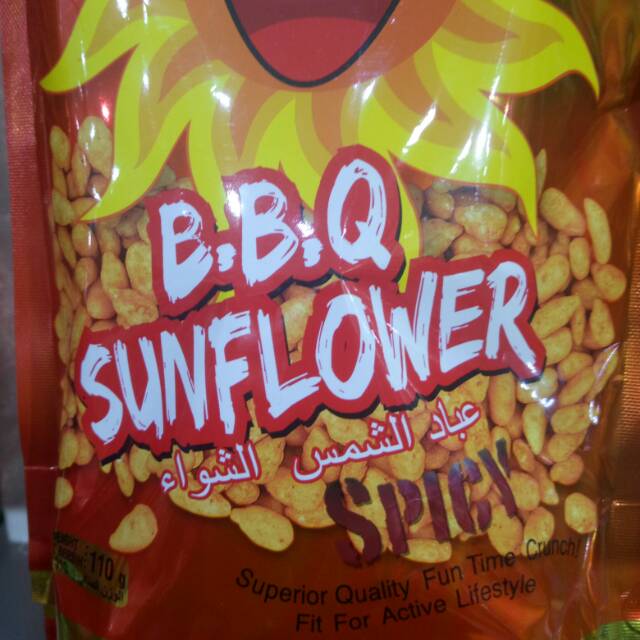 B.B.Q
SUNFLOWER
عباد الشمس الشواء
SPICY
110 g
Superior Quality Fun Time Crunch!
Fit For Active Lifestyle